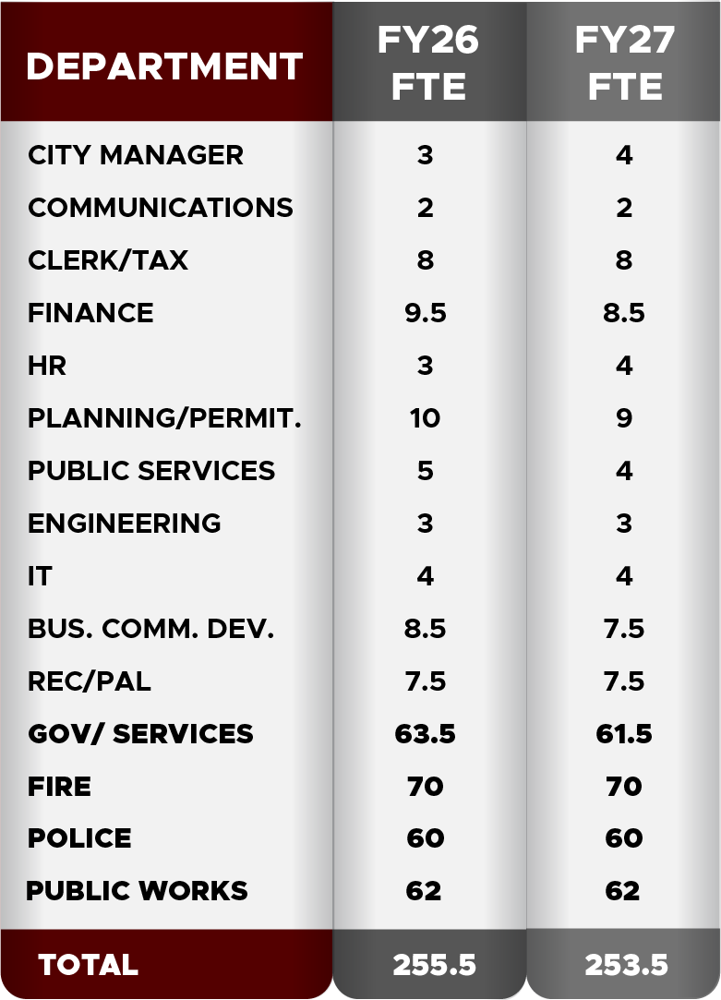 DEPARTMENT FY26 FTE FY27 FTE
CITY MANAGER 3 4
COMMUNICATIONS 2 2
CLERK/TAX 8 8
FINANCE 9.5 8.5
HR 3 4
PLANNING/PERMIT. 10 9
PUBLIC SERVICES 5 4
ENGINEERING 3 3
IT 4 4
BUS. COMM. DEV. 8.5 7.5
REC/PAL 7.5 7.5
GOV/ SERVICES 63.5 61.5
FIRE 70 70
POLICE 60 60
PUBLIC WORKS 62 62
TOTAL 255.5 253.5